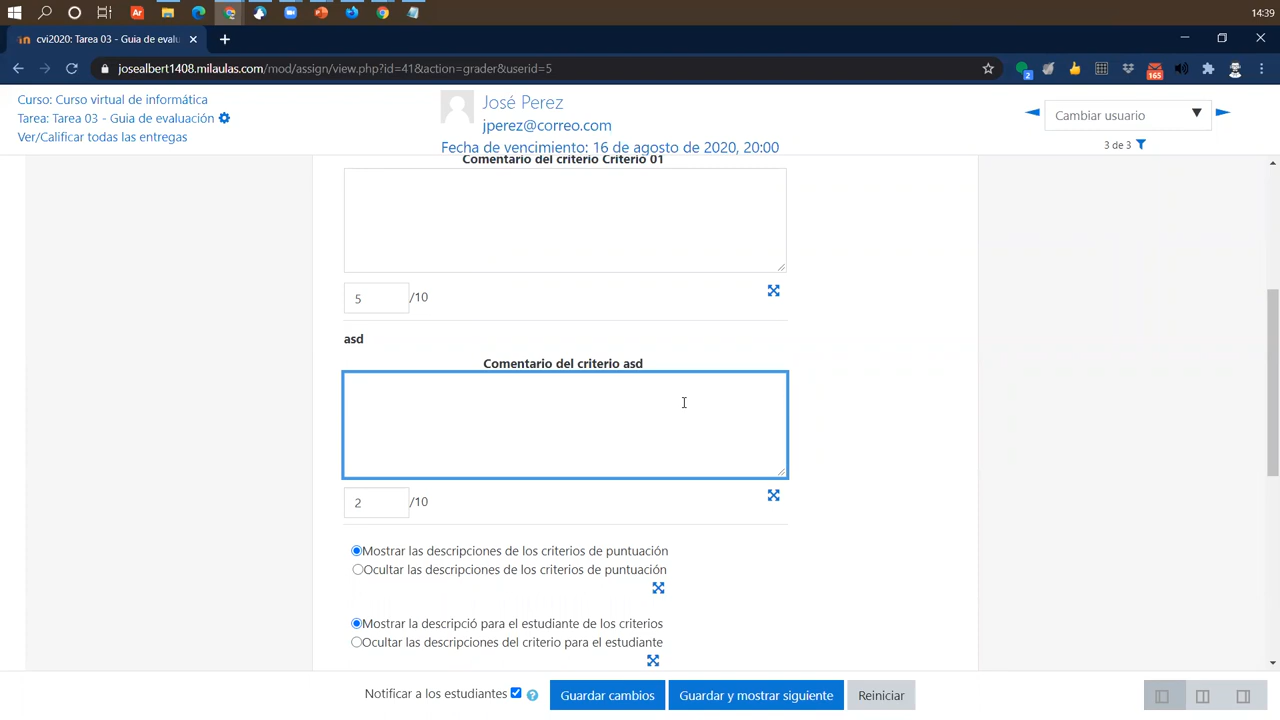 14:39
cvi2020: Tarea 03 - Guia de evalu
josealbert1408.milaulas.com/mod/assign/view.php?id=41&action=grader&userid=5
2
165
Curso: Curso virtual de informática
Tarea: Tarea 03 - Guia de evaluación
Ver/Calificar todas las entregas
José Perez
jperez@correo.com
Fecha de vencimiento: 16 de agosto de 2020, 20:00
Cambiar usuario
3 de 3
Comentario del criterio Criterio 01
5 /10
asd
Comentario del criterio asd
2 /10
Mostrar las descripciones de los criterios de puntuación
Ocultar las descripciones de los criterios de puntuación
Mostrar la descripció para el estudiante de los criterios
Ocultar las descripciones del criterio para el estudiante
Notificar a los estudiantes
Guardar cambios
Guardar y mostrar siguiente
Reiniciar